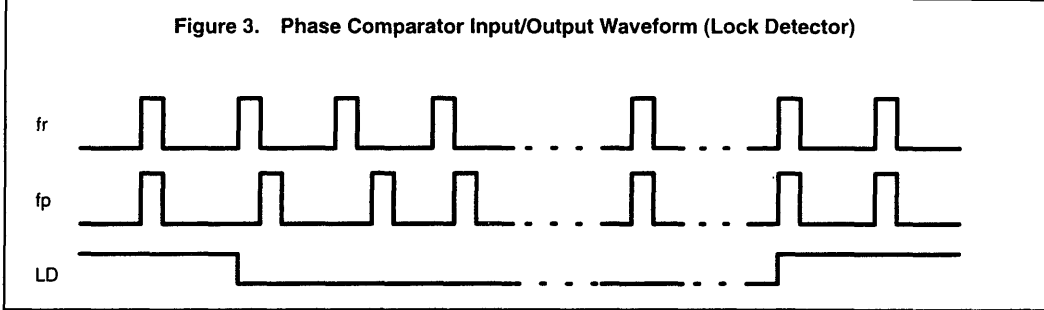 Figure 3. Phase Comparator Input/Output Waveform (Lock Detector)
fr
fp
LD